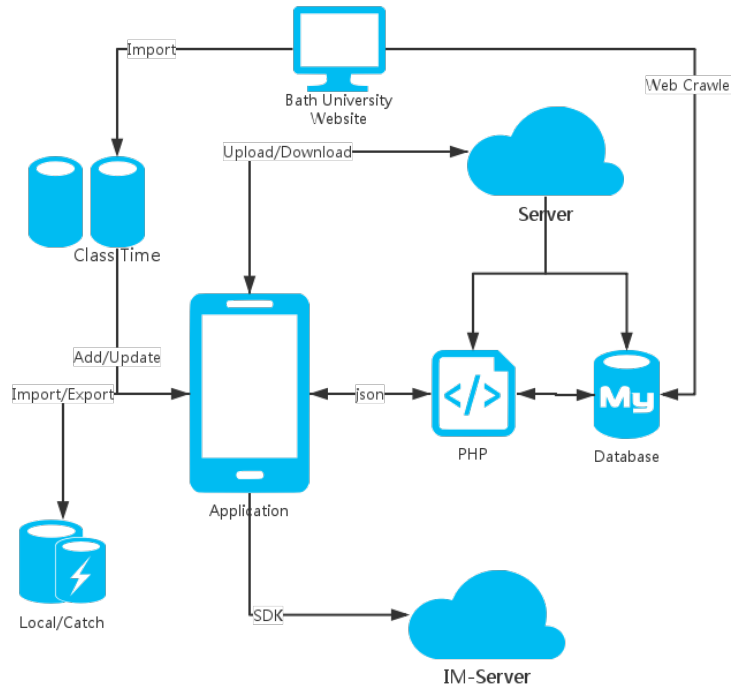 Import
Bath University
Website
Web Crawle
Upload/Download
Server
Class Time
Add/Update
Import/Export
json
</>
My
PHP
Database
Application
Local/Catch
SDK
IM-Server